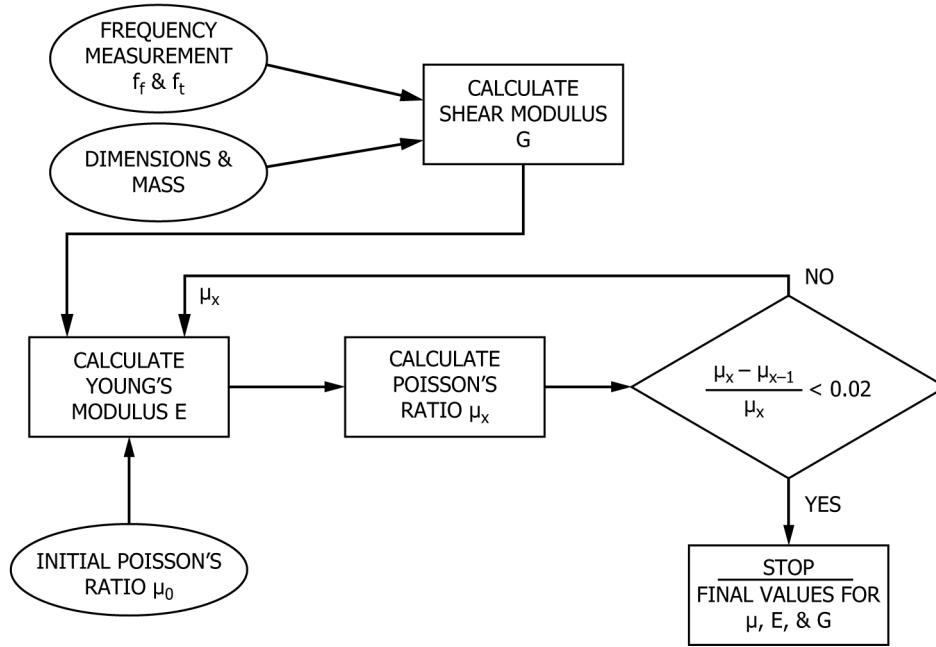 FREQUENCY
MEASUREMENT
f_f & f_t
CALCULATE
SHEAR MODULUS
G
DIMENSIONS &
MASS
NO
μ_x
CALCULATE
YOUNG'S
MODULUS E
CALCULATE
POISSON'S
RATIO μ_x
μ_x – μ_x–1
μ_x
< 0.02
YES
INITIAL POISSON'S
RATIO μ_0
STOP
FINAL VALUES FOR
μ, E, & G